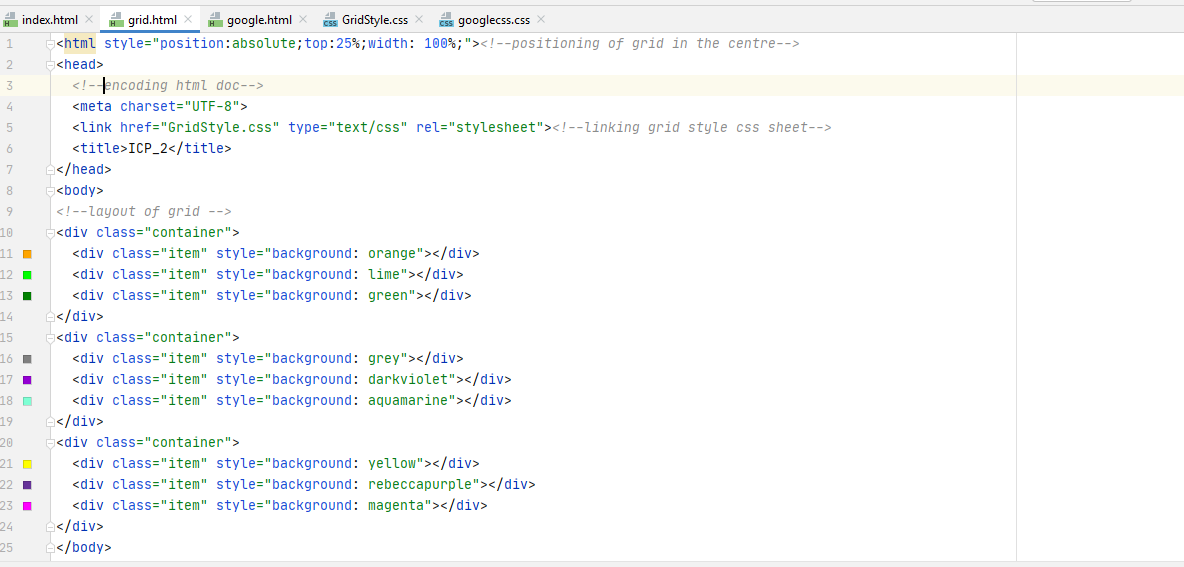 index.html grid.html google.html GridStyle.css googlecss.css
1 <html style="position:absolute;top:25%;width: 100%;"><!--positioning of grid in the centre-->
2 <head>
3 <!--encoding html doc-->
4 <meta charset="UTF-8">
5 <link href="GridStyle.css" type="text/css" rel="stylesheet"><!--linking grid style css sheet-->
6 <title>ICP_2</title>
7 </head>
8 <body>
9 <!--layout of grid -->
10 <div class="container">
11 <div class="item" style="background: orange"></div>
12 <div class="item" style="background: lime"></div>
13 <div class="item" style="background: green"></div>
14 </div>
15 <div class="container">
16 <div class="item" style="background: grey"></div>
17 <div class="item" style="background: darkviolet"></div>
18 <div class="item" style="background: aquamarine"></div>
19 </div>
20 <div class="container">
21 <div class="item" style="background: yellow"></div>
22 <div class="item" style="background: rebeccapurple"></div>
23 <div class="item" style="background: magenta"></div>
24 </div>
25 </body>